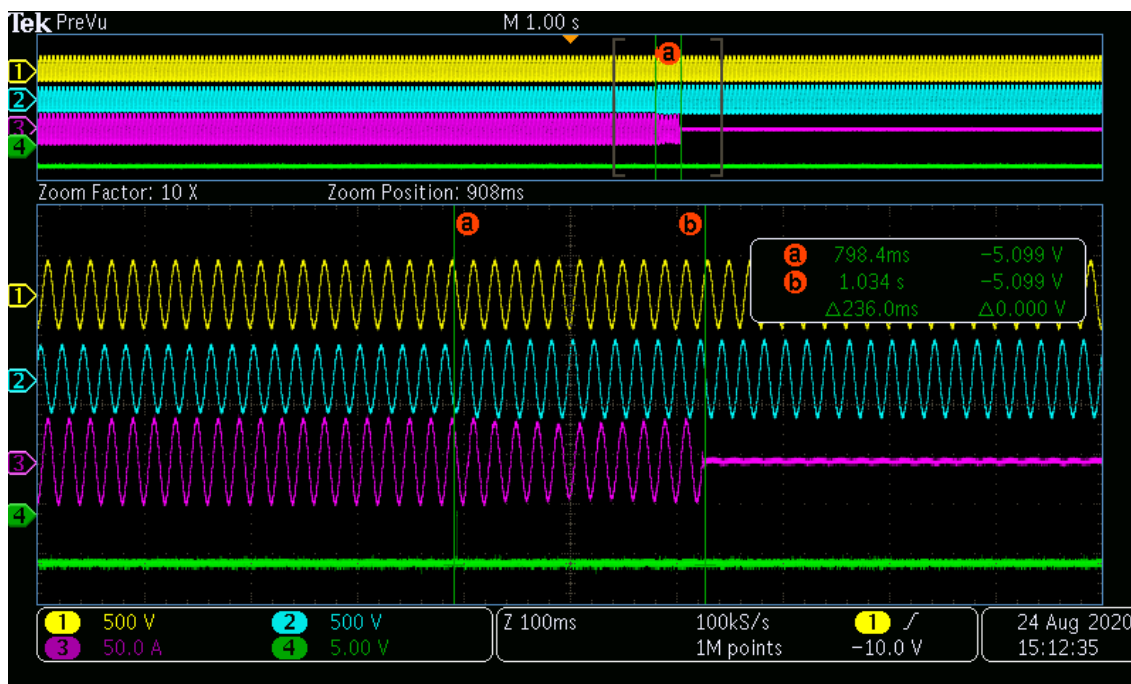 Tek PreVu M 1.00 s
a
1
2
3
4
Zoom Factor: 10 X Zoom Position: 908ms
a b
a 798.4ms −5.099 V
b 1.034 s −5.099 V
△236.0ms △0.000 V
1
2
3
4
1 500 V 2 500 V Z 100ms 100kS/s 1 24 Aug 2020
3 50.0 A 4 5.00 V 1M points −10.0 V 15:12:35